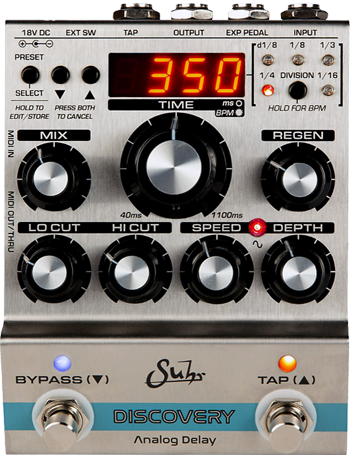 18V DC EXT SW TAP OUTPUT EXP PEDAL INPUT
PRESET
SELECT
HOLD TO
EDIT/STORE
▼ ▲
PRESS BOTH
TO CANCEL
350
d1/8 1/8 1/3
1/4 DIVISION 1/16
HOLD FOR BPM
TIME
ms
BPM
MIDI IN
MIX
REGEN
40ms 1100ms
MIDI OUT/THRU
LO CUT HI CUT SPEED DEPTH
BYPASS (▼)
Suhr
TAP (▲)
DISCOVERY
Analog Delay